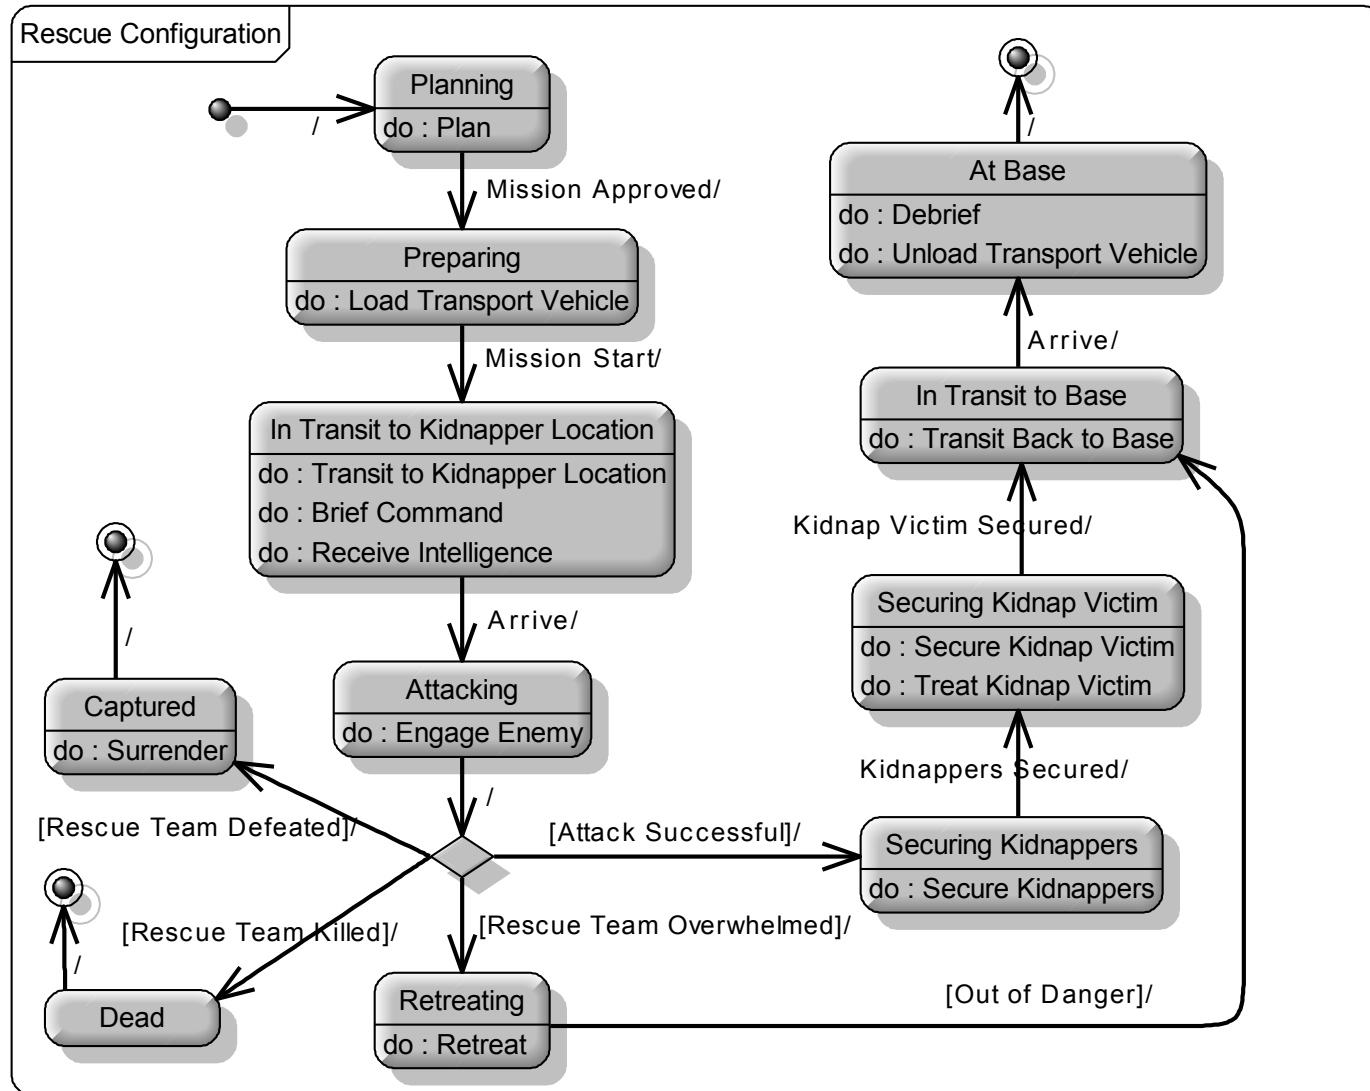 Rescue Configuration
Planning
do : Plan
/
Mission Approved/
Preparing
do : Load Transport Vehicle
Mission Start/
In Transit to Kidnapper Location
do : Transit to Kidnapper Location
do : Brief Command
do : Receive Intelligence
Arrive/
Attacking
do : Engage Enemy
/
[Rescue Team Defeated]/
Captured
do : Surrender
/
[Rescue Team Killed]/
Dead
/
[Rescue Team Overwhelmed]/
Retreating
do : Retreat
[Out of Danger]/
[Attack Successful]/
Securing Kidnappers
do : Secure Kidnappers
Kidnappers Secured/
Securing Kidnap Victim
do : Secure Kidnap Victim
do : Treat Kidnap Victim
Kidnap Victim Secured/
In Transit to Base
do : Transit Back to Base
Arrive/
At Base
do : Debrief
do : Unload Transport Vehicle
/